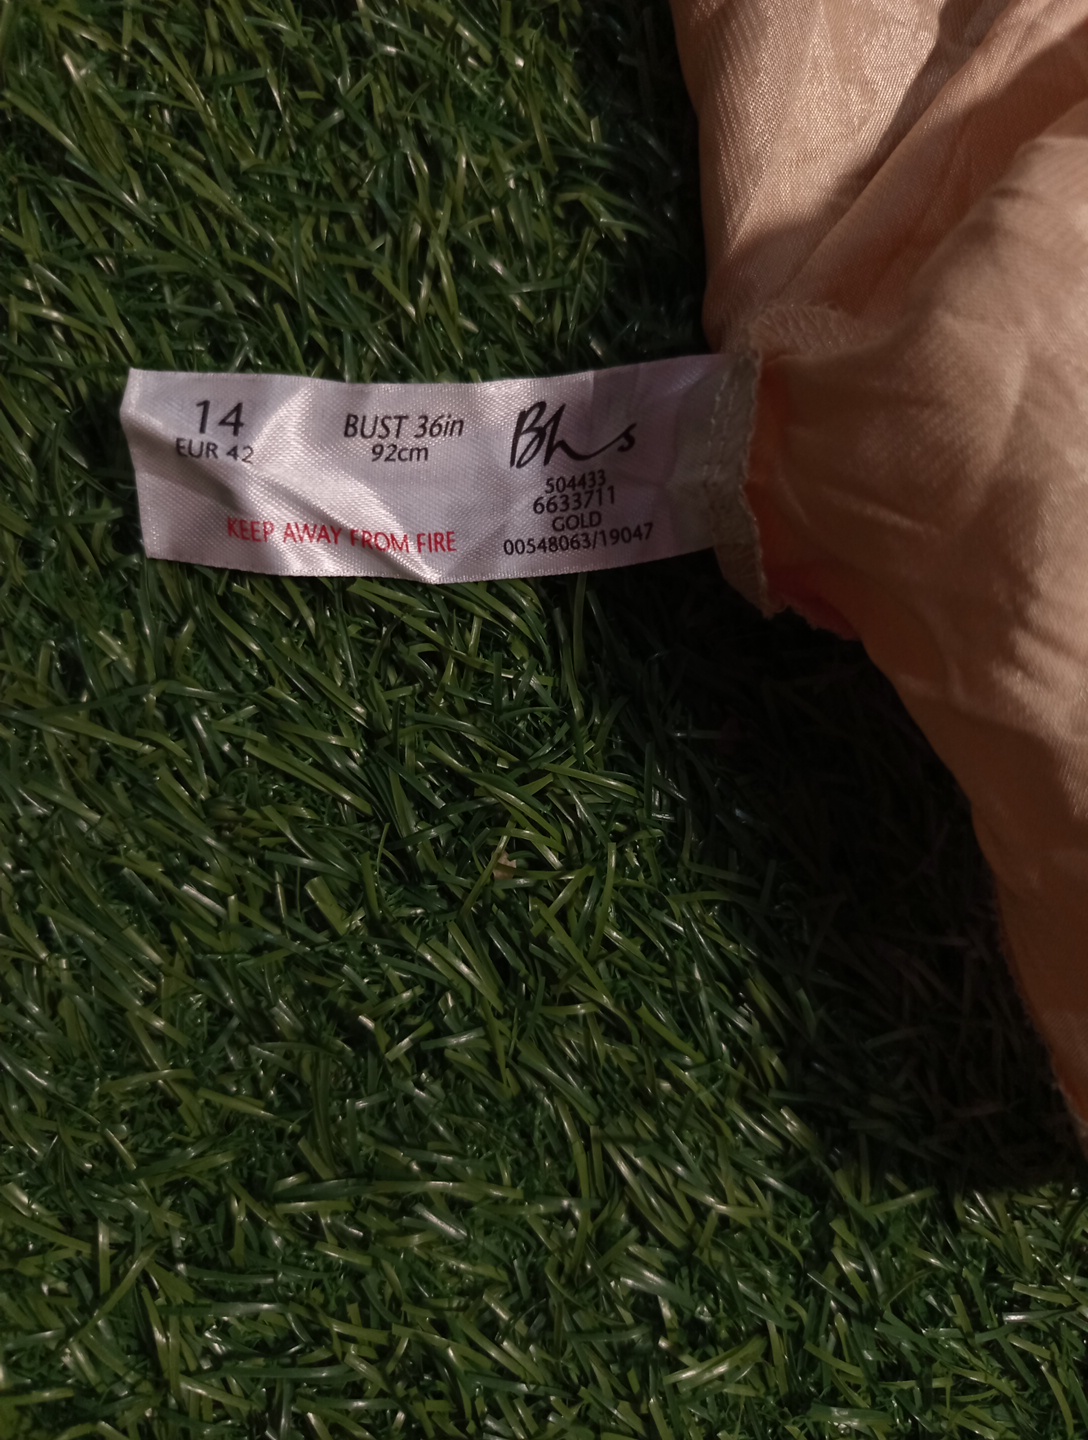 14
EUR 42
BUST 36in
92cm
KEEP AWAY FROM FIRE
Bhs
504433
6633711
GOLD
00548063/19047